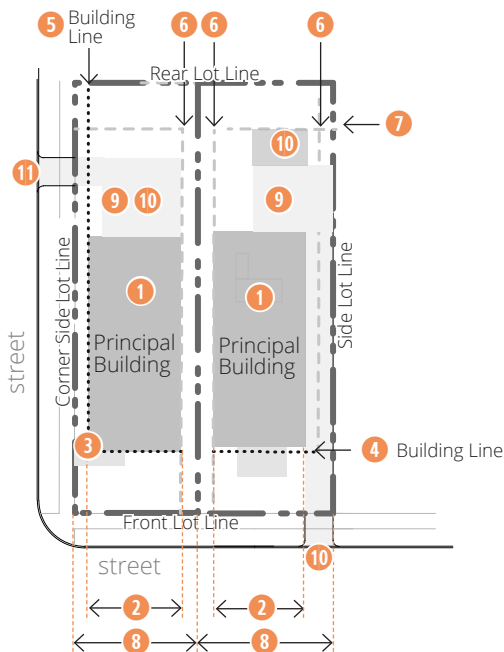 5 Building Line
6 6 6
Rear Lot Line
7
10
11
9 10 9
1 1
Corner Side Lot Line
Side Lot Line
Principal Building
Principal Building
street
3
4 Building Line
Front Lot Line
street
10
2 2
8 8